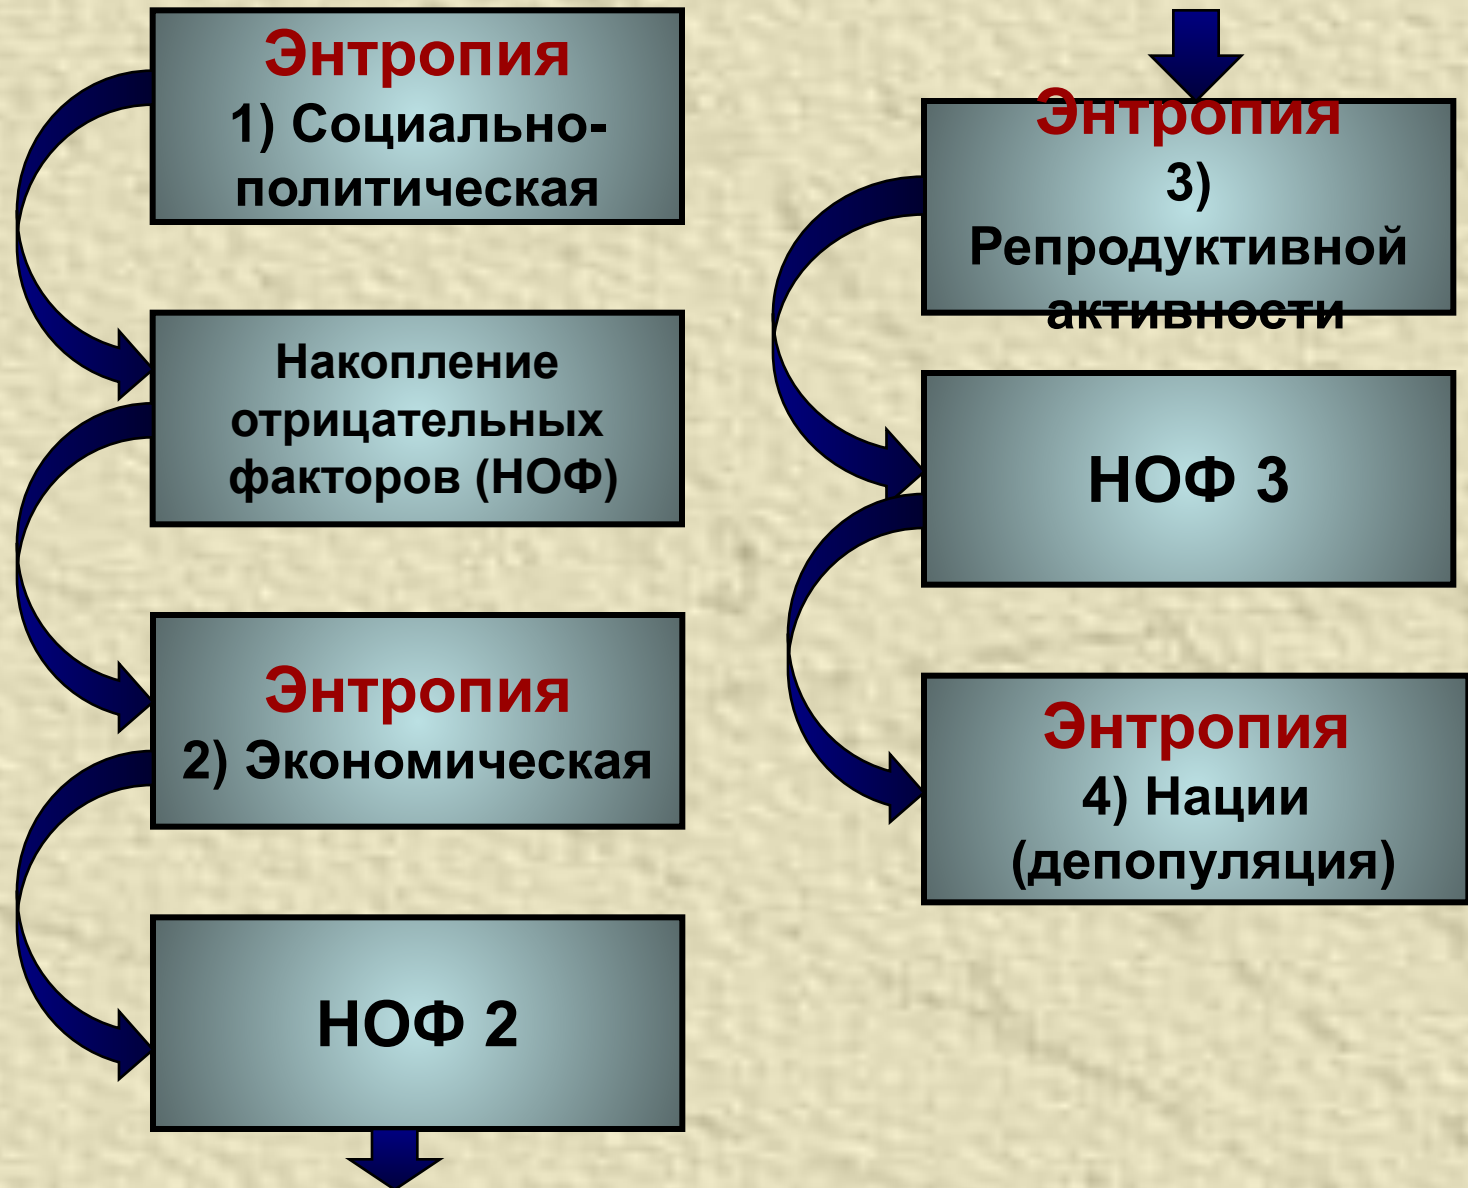 Энтропия
1) Социально-
политическая
Накопление
отрицательных
факторов (НОФ)
Энтропия
2) Экономическая
НОФ 2
Энтропия
3)
Репродуктивной
активности
НОФ 3
Энтропия
4) Нации
(депопуляция)